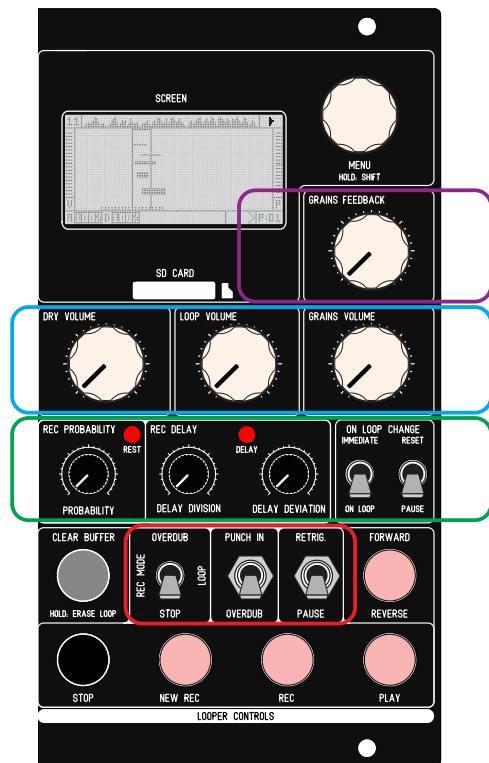 SCREEN
MENU
HOLD: SHIFT
GRAINS FEEDBACK
SD CARD
DRY VOLUME
LOOP VOLUME
GRAINS VOLUME
REC PROBABILITY
REST
PROBABILITY
REC DELAY
DELAY
DELAY DIVISION
DELAY DEVIATION
ON LOOP CHANGE
IMMEDIATE
RESET
ON LOOP
PAUSE
CLEAR BUFFER
HOLD: ERASE LOOP
OVERDUB
REC MODE
LOOP
STOP
PUNCH IN
OVERDUB
RETRIG.
PAUSE
FORWARD
REVERSE
STOP
NEW REC
REC
PLAY
LOOPER CONTROLS